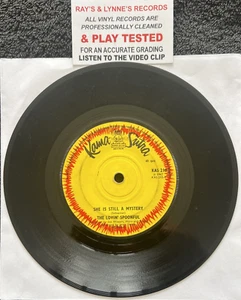 RAY'S & LYNNE'S RECORDS
ALL VINYL RECORDS ARE
PROFESSIONALLY CLEANED
& PLAY TESTED
FOR AN ACCURATE GRADING
LISTEN TO THE VIDEO CLIP
Kama Sutra
SHE IS STILL A MYSTERY
THE LOVIN' SPOONFUL